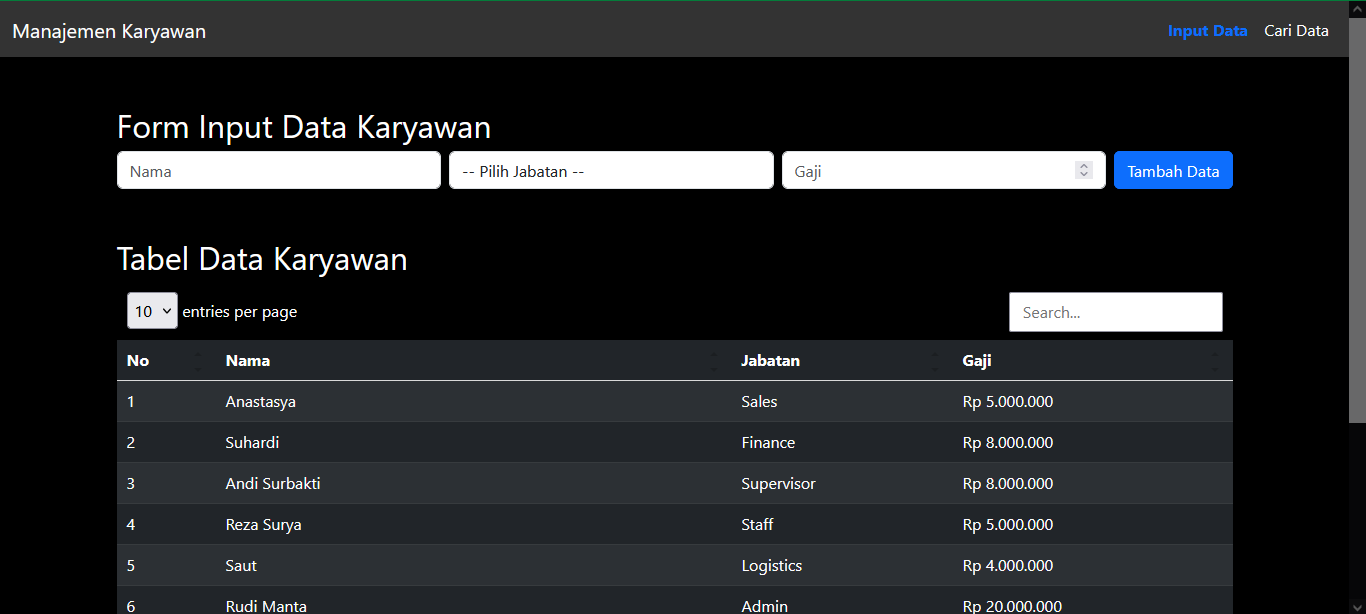 Manajemen Karyawan Input Data Cari Data
Form Input Data Karyawan
Nama -- Pilih Jabatan -- Gaji Tambah Data
Tabel Data Karyawan
10 entries per page Search...
No Nama Jabatan Gaji
1 Anastasya Sales Rp 5.000.000
2 Suhardi Finance Rp 8.000.000
3 Andi Surbakti Supervisor Rp 8.000.000
4 Reza Surya Staff Rp 5.000.000
5 Saut Logistics Rp 4.000.000
6 Rudi Manta Admin Rp 20.000.000